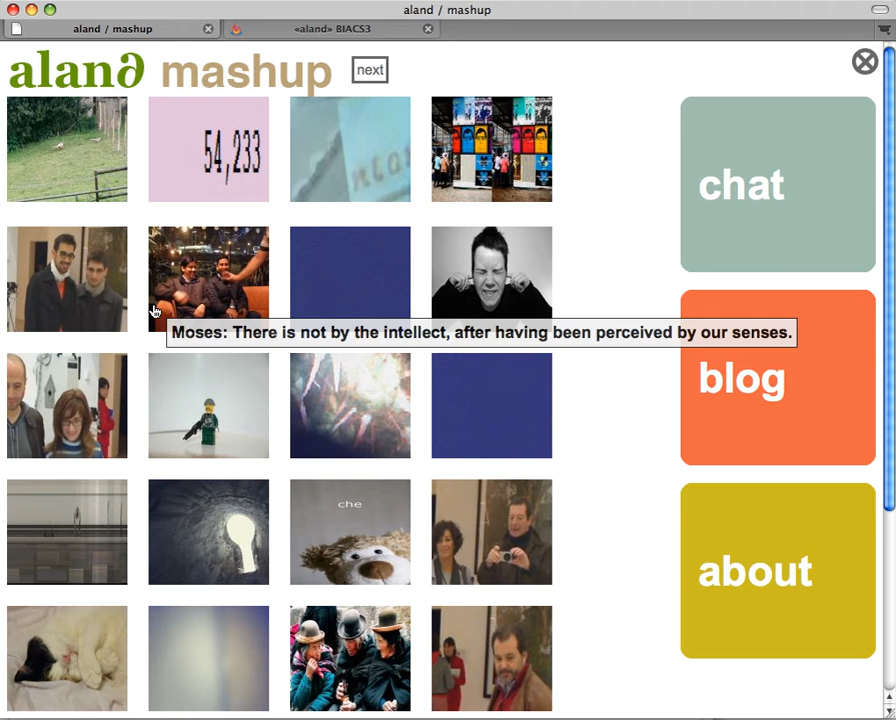 aland / mashup
aland / mashup
«aland» BIACS3
alan∂ mashup
next
54,233
chat
Moses: There is not by the intellect, after having been perceived by our senses.
blog
che
about